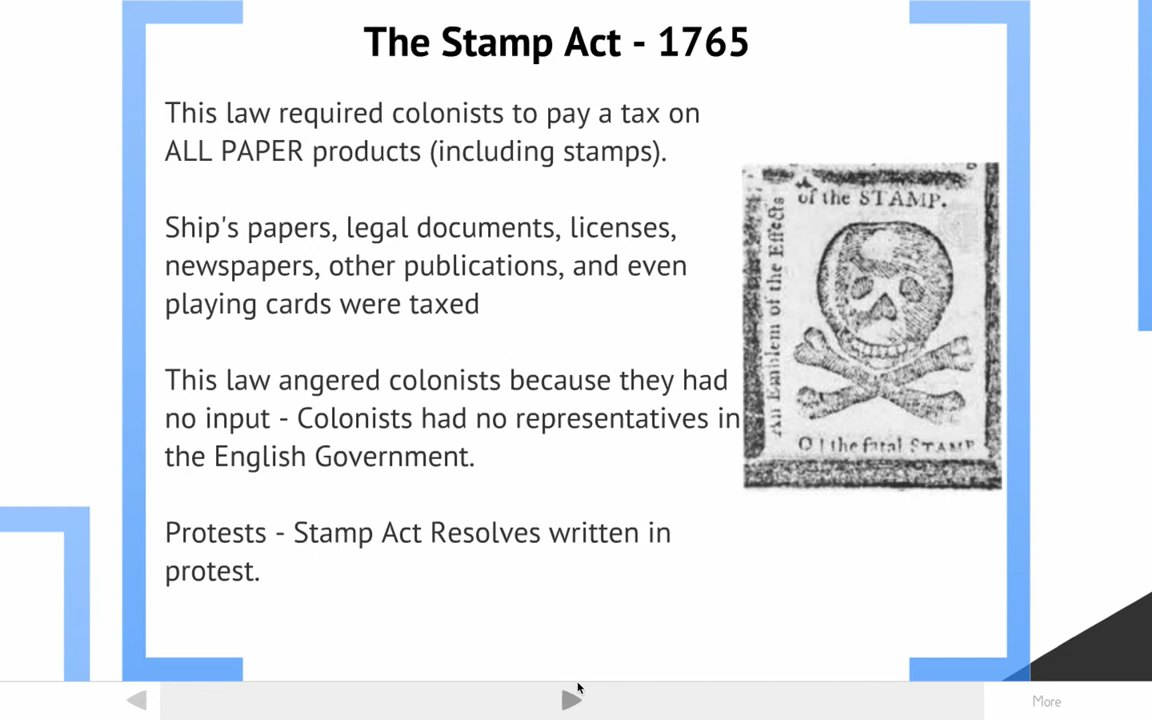 The Stamp Act - 1765
This law required colonists to pay a tax on
ALL PAPER products (including stamps).
Ship's papers, legal documents, licenses,
newspapers, other publications, and even
playing cards were taxed
This law angered colonists because they had
no input - Colonists had no representatives in
the English Government.
Protests - Stamp Act Resolves written in
protest.
An Emblem of the Effects
of the STAMP.
O! the fatal STAMP
More